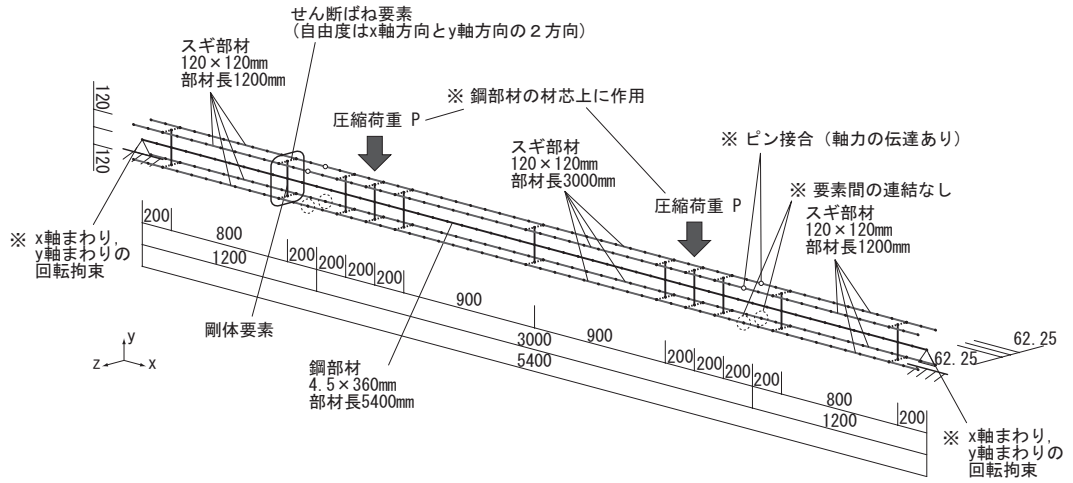 せん断ばね要素
(自由度はx軸方向とy軸方向の２方向)
スギ部材
120×120mm
部材長1200mm
※ 鋼部材の材芯上に作用
圧縮荷重 P
120
120
スギ部材
120×120mm
部材長3000mm
※ ピン接合（軸力の伝達あり）
※ 要素間の連結なし
スギ部材
120×120mm
部材長1200mm
圧縮荷重 P
※ x軸まわり,
y軸まわりの
回転拘束
200
800
200
200
200
200
900
900
200
200
200
200
800
200
1200
3000
1200
5400
剛体要素
鋼部材
4.5×360mm
部材長5400mm
y
z
x
62.25
62.25
※ x軸まわり,
y軸まわりの
回転拘束